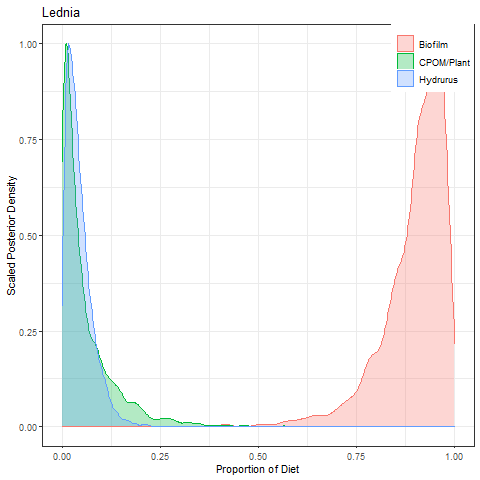 Lednia
Biofilm
CPOM/Plant
Hydrurus
Scaled Posterior Density
1.00
0.75
0.50
0.25
0.00
0.00 0.25 0.50 0.75 1.00
Proportion of Diet